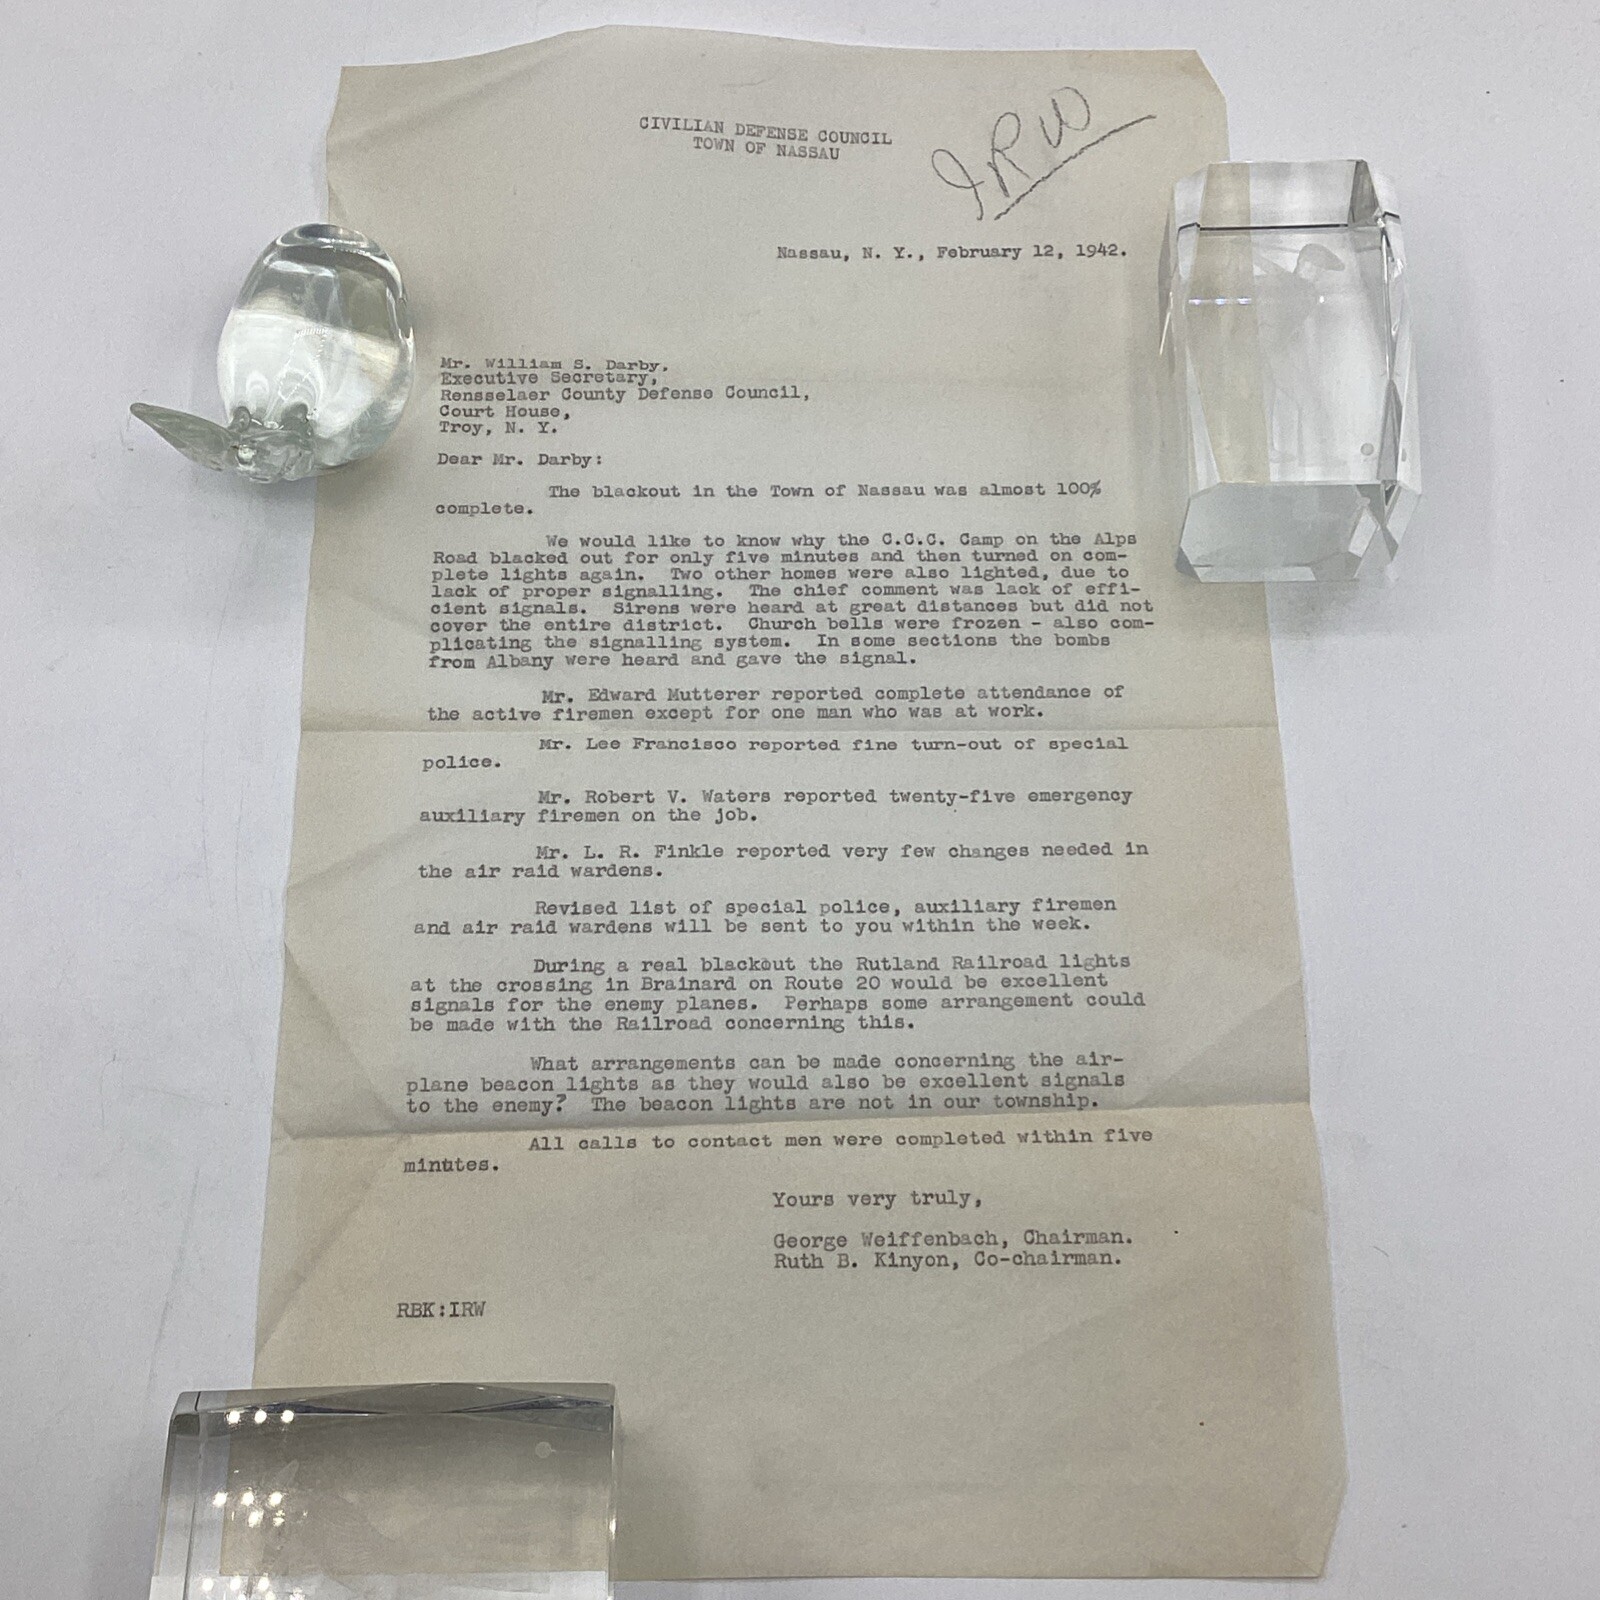 CIVILIAN DEFENSE COUNCIL
TOWN OF NASSAU
IRW
Nassau, N. Y., February 12, 1942.
Mr. William S. Darby,
Executive Secretary,
Rensselaer County Defense Council,
Court House,
Troy, N. Y.
Dear Mr. Darby:
The blackout in the Town of Nassau was almost 100%
complete.
We would like to know why the C.C.C. Camp on the Alps
Road blacked out for only five minutes and then turned on com-
plete lights again. Two other homes were also lighted, due to
lack of proper signalling. The chief comment was lack of effi-
cient signals. Sirens were heard at great distances but did not
cover the entire district. Church bells were frozen - also com-
plicating the signalling system. In some sections the bombs
from Albany were heard and gave the signal.
Mr. Edward Mutterer reported complete attendance of
the active firemen except for one man who was at work.
Mr. Lee Francisco reported fine turn-out of special
police.
Mr. Robert V. Waters reported twenty-five emergency
auxiliary firemen on the job.
Mr. L. R. Finkle reported very few changes needed in
the air raid wardens.
Revised list of special police, auxiliary firemen
and air raid wardens will be sent to you within the week.
During a real blackout the Rutland Railroad lights
at the crossing in Brainard on Route 20 would be excellent
signals for the enemy planes. Perhaps some arrangement could
be made with the Railroad concerning this.
What arrangements can be made concerning the air-
plane beacon lights as they would also be excellent signals
to the enemy? The beacon lights are not in our township.
All calls to contact men were completed within five
minutes.
Yours very truly,
George Weiffenbach, Chairman.
Ruth B. Kinyon, Co-chairman.
RBK:IRW